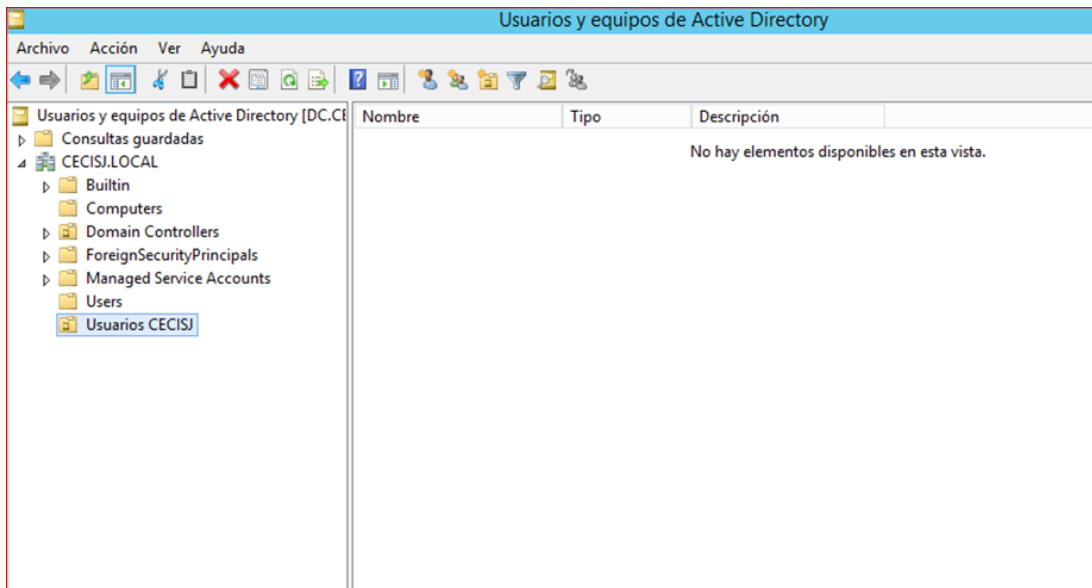 Usuarios y equipos de Active Directory
Archivo Acción Ver Ayuda
Usuarios y equipos de Active Directory [DC.CE
Nombre Tipo Descripción
Consultas guardadas
No hay elementos disponibles en esta vista.
CECISJ.LOCAL
Builtin
Computers
Domain Controllers
ForeignSecurityPrincipals
Managed Service Accounts
Users
Usuarios CECISJ